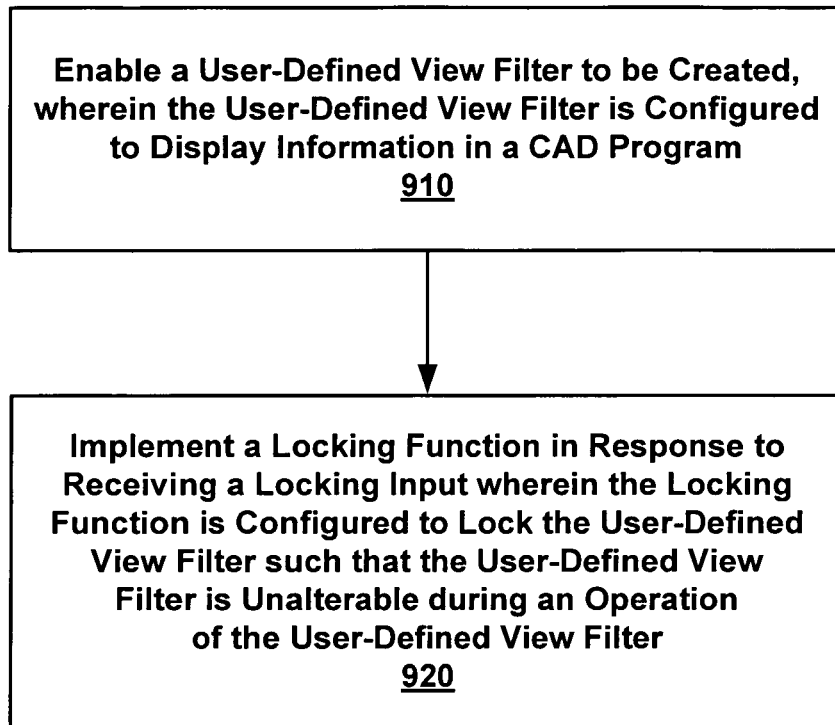 Enable a User-Defined View Filter to be Created,
wherein the User-Defined View Filter is Configured
to Display Information in a CAD Program
910
Implement a Locking Function in Response to
Receiving a Locking Input wherein the Locking
Function is Configured to Lock the User-Defined
View Filter such that the User-Defined View
Filter is Unalterable during an Operation
of the User-Defined View Filter
920